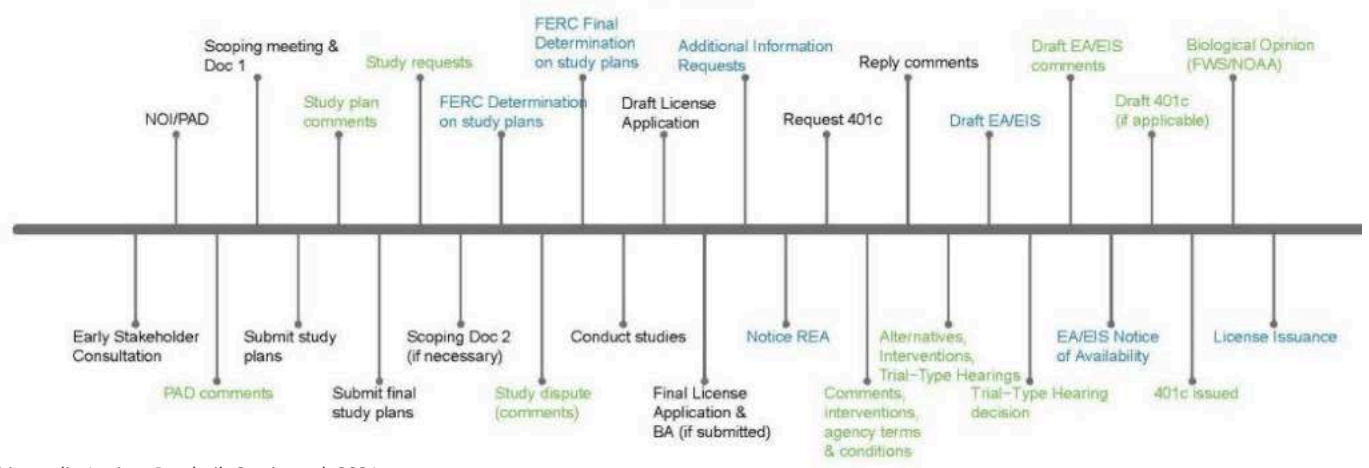 Scoping meeting &
Doc 1
NOI/PAD
Study plan
comments
Study requests
FERC Determination
on study plans
FERC Final
Determination
on study plans
Draft License
Application
Additional Information
Requests
Request 401c
Reply comments
Draft EA/EIS
Draft EA/EIS
comments
Draft 401c
(if applicable)
Biological Opinion
(FWS/NOAA)
Early Stakeholder
Consultation
PAD comments
Submit study
plans
Submit final
study plans
Scoping Doc 2
(if necessary)
Study dispute
(comments)
Conduct studies
Final License
Application &
BA (if submitted)
Notice REA
Comments,
interventions,
agency terms
& conditions
Alternatives,
Interventions,
Trial-Type Hearings
Trial-Type Hearing
decision
EA/EIS Notice
of Availability
401c issued
License Issuance